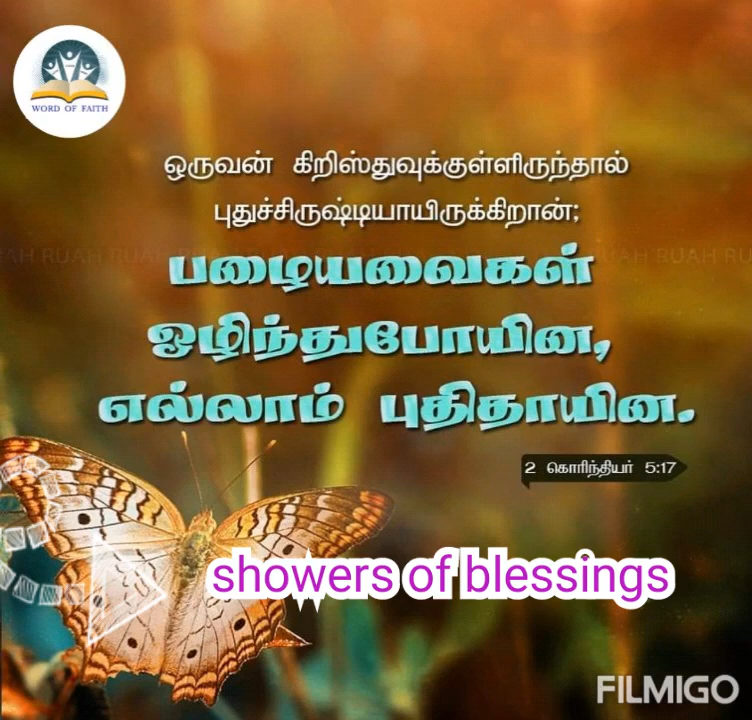 WORD OF FAITH
ஒருவன் கிறிஸ்துவுக்குள்ளிருந்தால்
புதுச்சிருஷ்டியாயிருக்கிறான்;
பழையவைகள்
ஒழிந்துபோயின,
எல்லாம் புதிதாயின.
2 கொரிந்தியர் 5:17
showers of blessings
FILMIGO